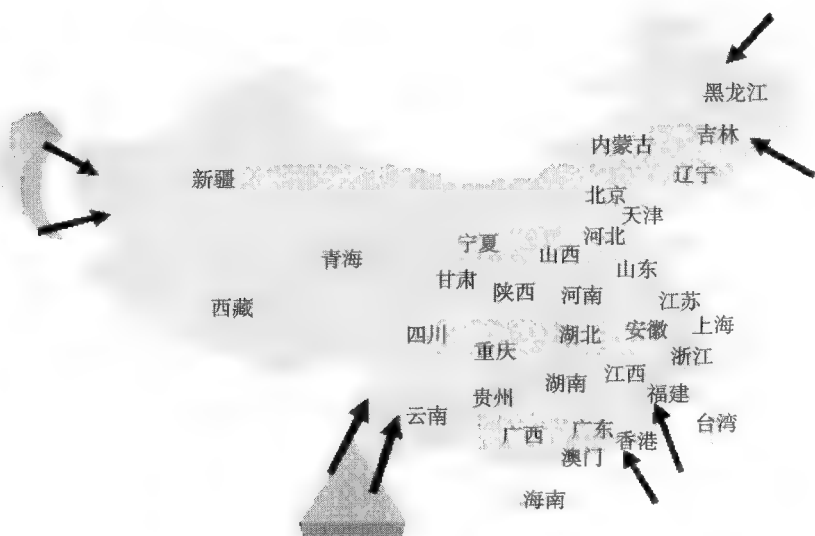 黑龙江
吉林
内蒙古
辽宁
新疆
北京
天津
河北
宁夏
山西
青海
山东
甘肃
陕西
河南
江苏
西藏
四川
湖北
安徽
上海
重庆
浙江
湖南
江西
福建
贵州
云南
台湾
广西
广东
香港
澳门
海南